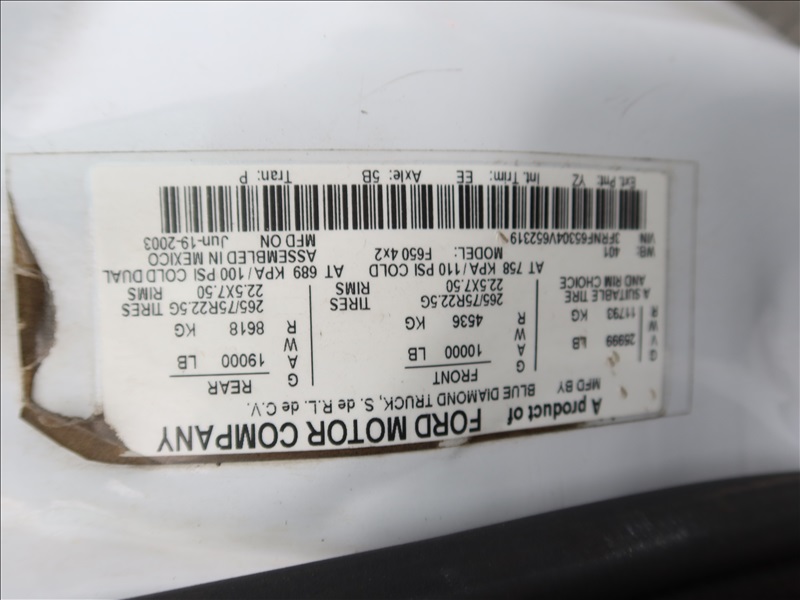 A product of FORD MOTOR COMPANY
MFD BY BLUE DIAMOND TRUCK, S. de R.L. de C.V.
G V W R 25999 LB
11793 KG
A SUITABLE TIRE AND RIM CHOICE
G A W R FRONT 10000 LB
4536 KG
265/75R22.5G TIRES
22.5X7.50 RIMS
AT 758 KPA/110 PSI COLD
REAR 19000 LB
8618 KG
265/75R22.5G TIRES
22.5X7.50 RIMS
AT 689 KPA/100 PSI COLD DUAL
WB: 401
MODEL: F650 4x2
ASSEMBLED IN MEXICO
VIN 3FRNF65304V652319
MFD ON Jun-19-2003
Ext. Pnt: YZ Int. Trim: EE Axle: 5B Tran: P